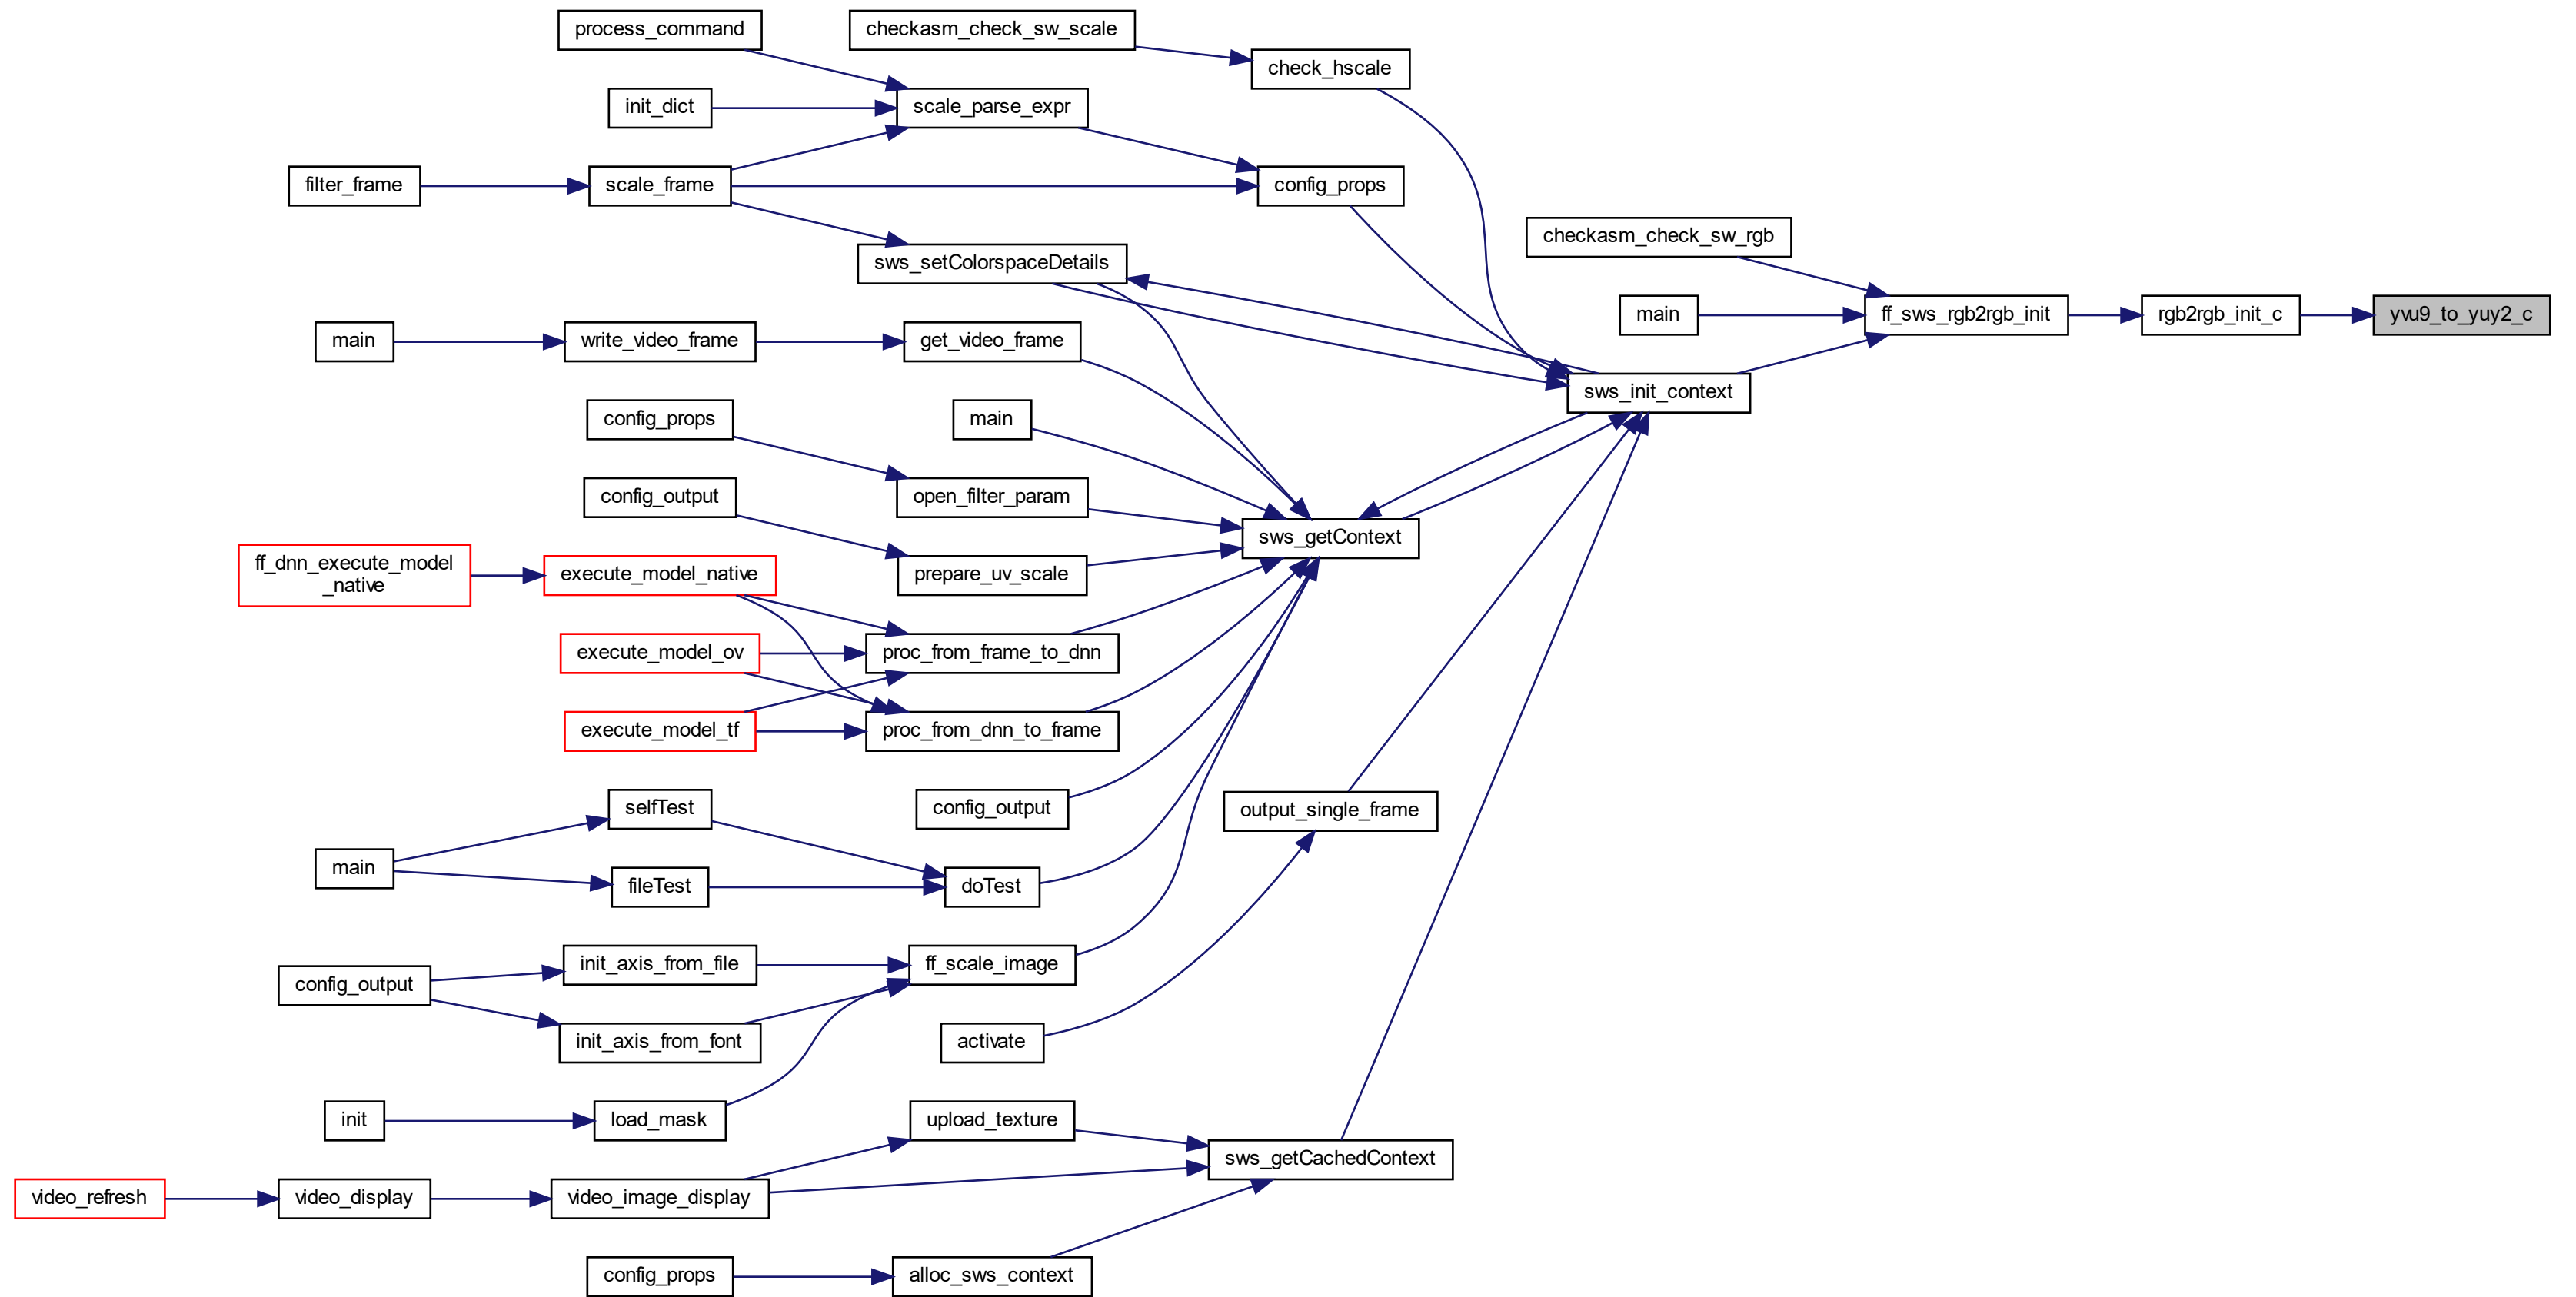 process_command
checkasm_check_sw_scale
check_hscale
init_dict
scale_parse_expr
filter_frame
scale_frame
config_props
checkasm_check_sw_rgb
sws_setColorspaceDetails
main
ff_sws_rgb2rgb_init
rgb2rgb_init_c
yvu9_to_yuy2_c
main
write_video_frame
get_video_frame
sws_init_context
config_props
main
config_output
open_filter_param
sws_getContext
ff_dnn_execute_model
_native
execute_model_native
prepare_uv_scale
execute_model_ov
proc_from_frame_to_dnn
execute_model_tf
proc_from_dnn_to_frame
selfTest
config_output
output_single_frame
main
fileTest
doTest
config_output
init_axis_from_file
ff_scale_image
init_axis_from_font
activate
init
load_mask
upload_texture
sws_getCachedContext
video_refresh
video_display
video_image_display
config_props
alloc_sws_context